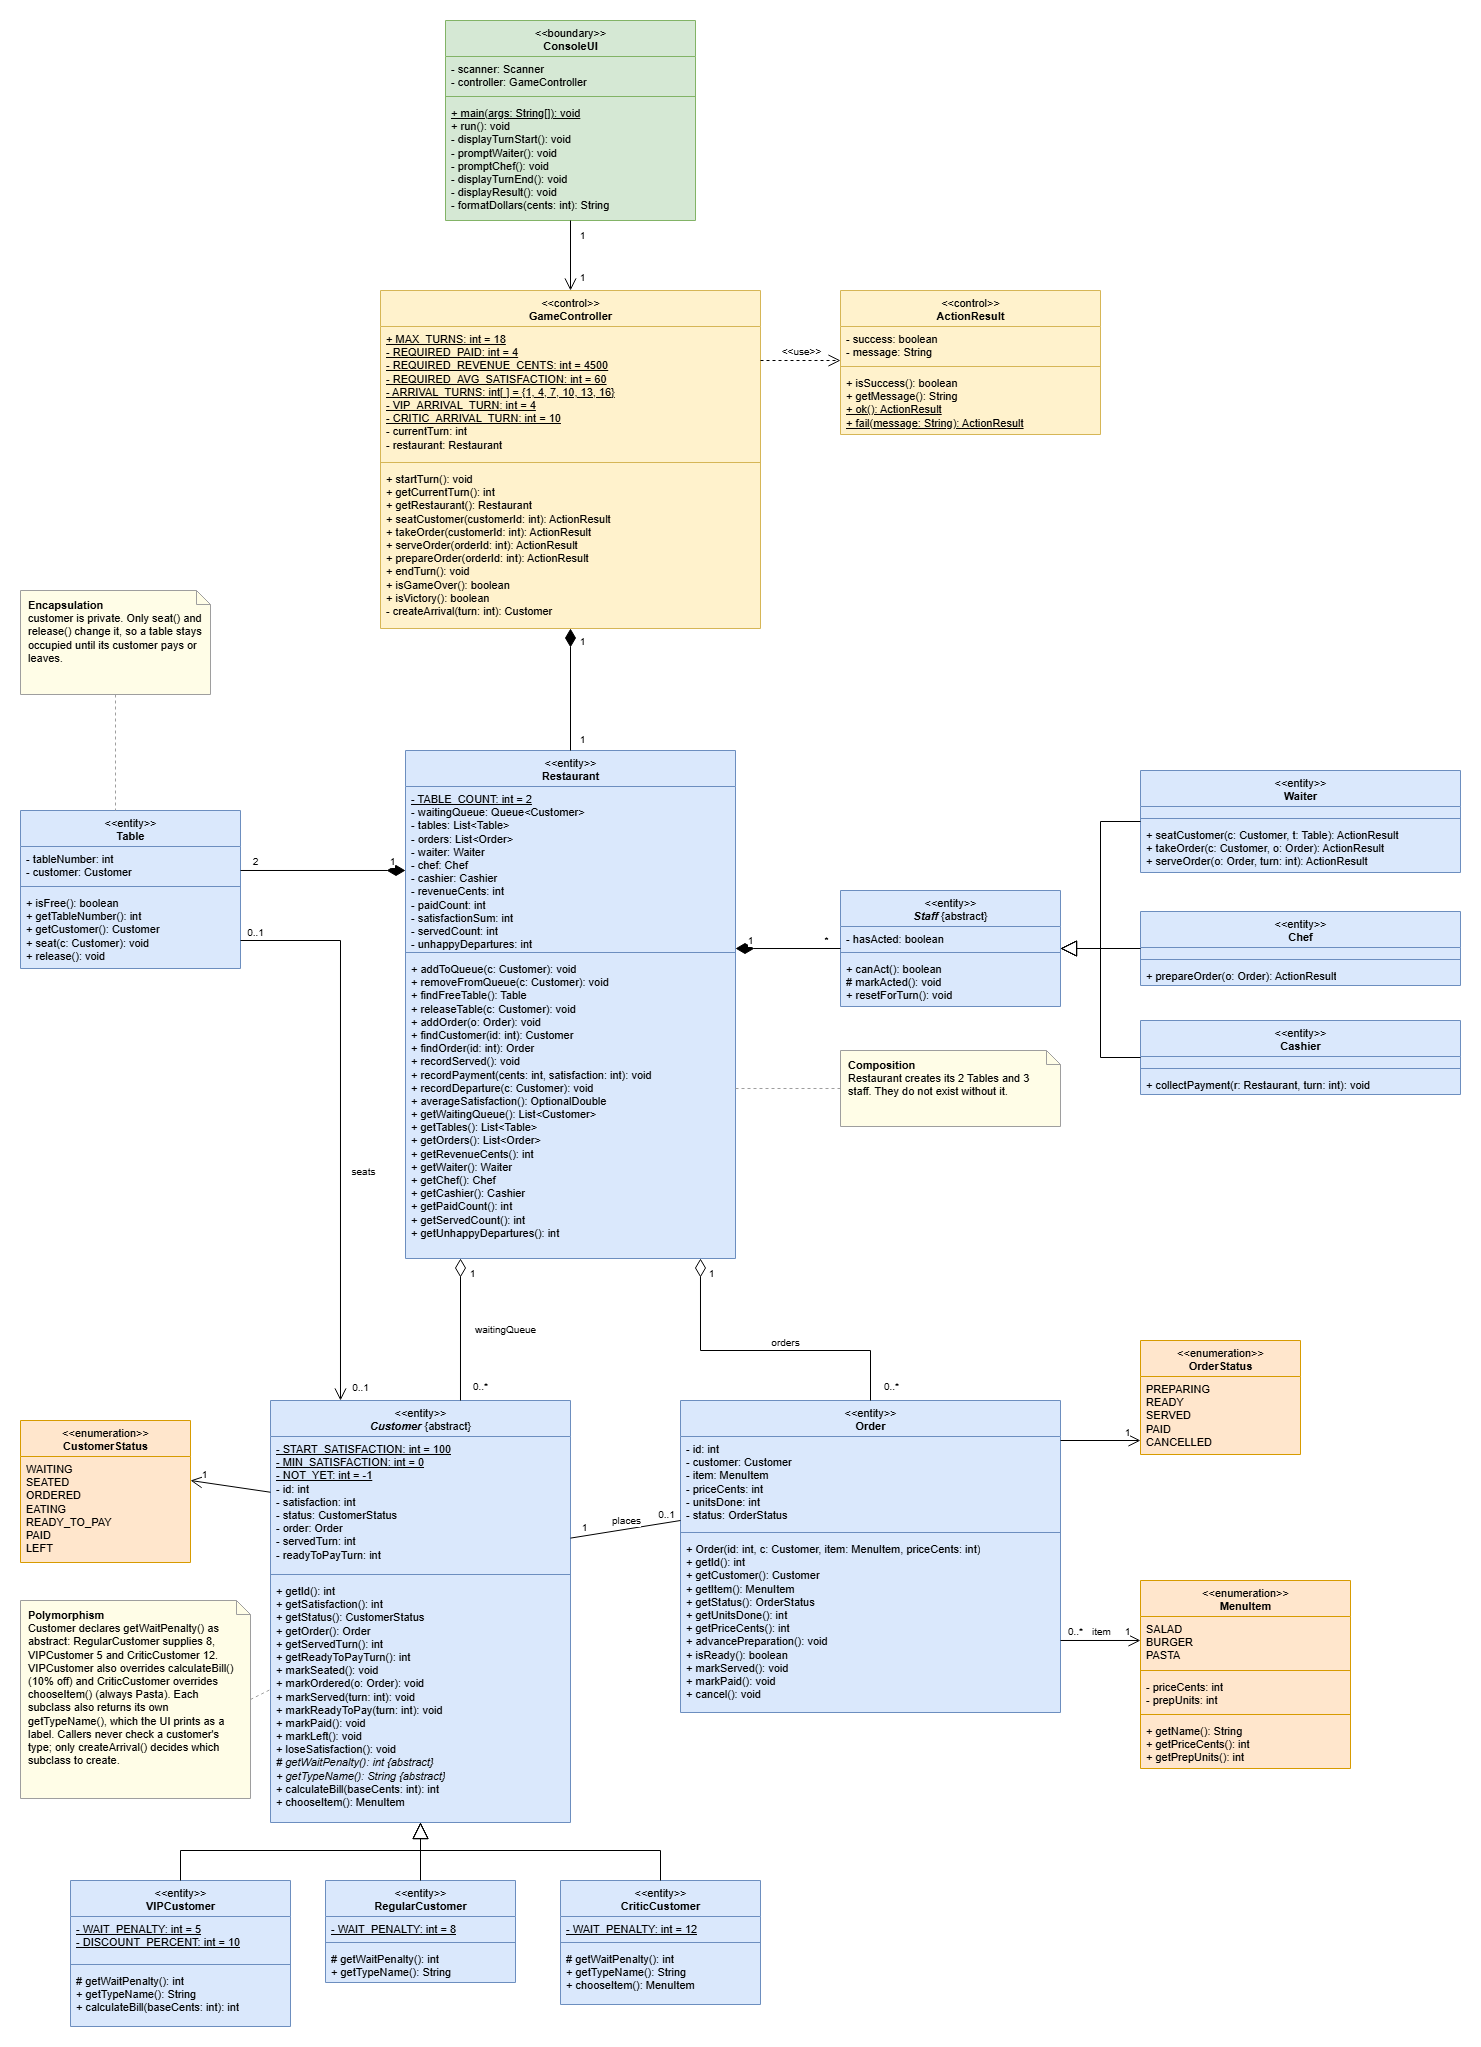 <<boundary>>
ConsoleUI
- scanner: Scanner
- controller: GameController
+ main(args: String[]): void
+ run(): void
- displayTurnStart(): void
- promptWaiter(): void
- promptChef(): void
- displayTurnEnd(): void
- displayResult(): void
- formatDollars(cents: int): String
1
1
<<control>>
GameController
+ MAX_TURNS: int = 18
- REQUIRED_PAID: int = 4
- REQUIRED_REVENUE_CENTS: int = 4500
- REQUIRED_AVG_SATISFACTION: int = 60
- ARRIVAL_TURNS: int[ ] = {1, 4, 7, 10, 13, 16}
- VIP_ARRIVAL_TURN: int = 4
- CRITIC_ARRIVAL_TURN: int = 10
- currentTurn: int
- restaurant: Restaurant
+ startTurn(): void
+ getCurrentTurn(): int
+ getRestaurant(): Restaurant
+ seatCustomer(customerId: int): ActionResult
+ takeOrder(customerId: int): ActionResult
+ serveOrder(orderId: int): ActionResult
+ prepareOrder(orderId: int): ActionResult
+ endTurn(): void
+ isGameOver(): boolean
+ isVictory(): boolean
- createArrival(turn: int): Customer
<<use>>
<<control>>
ActionResult
- success: boolean
- message: String
+ isSuccess(): boolean
+ getMessage(): String
+ ok(): ActionResult
+ fail(message: String): ActionResult
1
1
Encapsulation
customer is private. Only seat() and
release() change it, so a table stays
occupied until its customer pays or
leaves.
<<entity>>
Table
- tableNumber: int
- customer: Customer
+ isFree(): boolean
+ getTableNumber(): int
+ getCustomer(): Customer
+ seat(c: Customer): void
+ release(): void
2
1
0..1
seats
0..1
<<entity>>
Restaurant
- TABLE_COUNT: int = 2
- waitingQueue: Queue<Customer>
- tables: List<Table>
- orders: List<Order>
- waiter: Waiter
- chef: Chef
- cashier: Cashier
- revenueCents: int
- paidCount: int
- satisfactionSum: int
- servedCount: int
- unhappyDepartures: int
+ addToQueue(c: Customer): void
+ removeFromQueue(c: Customer): void
+ findFreeTable(): Table
+ releaseTable(c: Customer): void
+ addOrder(o: Order): void
+ findCustomer(id: int): Customer
+ findOrder(id: int): Order
+ recordServed(): void
+ recordPayment(cents: int, satisfaction: int): void
+ recordDeparture(c: Customer): void
+ averageSatisfaction(): OptionalDouble
+ getWaitingQueue(): List<Customer>
+ getTables(): List<Table>
+ getOrders(): List<Order>
+ getRevenueCents(): int
+ getWaiter(): Waiter
+ getChef(): Chef
+ getCashier(): Cashier
+ getPaidCount(): int
+ getServedCount(): int
+ getUnhappyDepartures(): int
1
*
<<entity>>
Staff {abstract}
- hasActed: boolean
+ canAct(): boolean
# markActed(): void
+ resetForTurn(): void
<<entity>>
Waiter
+ seatCustomer(c: Customer, t: Table): ActionResult
+ takeOrder(c: Customer, o: Order): ActionResult
+ serveOrder(o: Order, turn: int): ActionResult
<<entity>>
Chef
+ prepareOrder(o: Order): ActionResult
<<entity>>
Cashier
+ collectPayment(r: Restaurant, turn: int): void
Composition
Restaurant creates its 2 Tables and 3
staff. They do not exist without it.
1
waitingQueue
0..*
1
orders
0..*
<<enumeration>>
CustomerStatus
WAITING
SEATED
ORDERED
EATING
READY_TO_PAY
PAID
LEFT
1
<<entity>>
Customer {abstract}
- START_SATISFACTION: int = 100
- MIN_SATISFACTION: int = 0
- NOT_YET: int = -1
- id: int
- satisfaction: int
- status: CustomerStatus
- order: Order
- servedTurn: int
- readyToPayTurn: int
+ getId(): int
+ getSatisfaction(): int
+ getStatus(): CustomerStatus
+ getOrder(): Order
+ getServedTurn(): int
+ getReadyToPayTurn(): int
+ markSeated(): void
+ markOrdered(o: Order): void
+ markServed(turn: int): void
+ markReadyToPay(turn: int): void
+ markPaid(): void
+ markLeft(): void
+ loseSatisfaction(): void
# getWaitPenalty(): int {abstract}
+ getTypeName(): String {abstract}
+ calculateBill(baseCents: int): int
+ chooseItem(): MenuItem
1
places
0..1
<<entity>>
Order
- id: int
- customer: Customer
- item: MenuItem
- priceCents: int
- unitsDone: int
- status: OrderStatus
+ Order(id: int, c: Customer, item: MenuItem, priceCents: int)
+ getId(): int
+ getCustomer(): Customer
+ getItem(): MenuItem
+ getStatus(): OrderStatus
+ getUnitsDone(): int
+ getPriceCents(): int
+ advancePreparation(): void
+ isReady(): boolean
+ markServed(): void
+ markPaid(): void
+ cancel(): void
1
<<enumeration>>
OrderStatus
PREPARING
READY
SERVED
PAID
CANCELLED
0..*
item
1
<<enumeration>>
MenuItem
SALAD
BURGER
PASTA
- priceCents: int
- prepUnits: int
+ getName(): String
+ getPriceCents(): int
+ getPrepUnits(): int
Polymorphism
Customer declares getWaitPenalty() as
abstract: RegularCustomer supplies 8,
VIPCustomer 5 and CriticCustomer 12.
VIPCustomer also overrides calculateBill()
(10% off) and CriticCustomer overrides
chooseItem() (always Pasta). Each
subclass also returns its own
getTypeName(), which the UI prints as a
label. Callers never check a customer's
type; only createArrival() decides which
subclass to create.
<<entity>>
VIPCustomer
- WAIT_PENALTY: int = 5
- DISCOUNT_PERCENT: int = 10
# getWaitPenalty(): int
+ getTypeName(): String
+ calculateBill(baseCents: int): int
<<entity>>
RegularCustomer
- WAIT_PENALTY: int = 8
# getWaitPenalty(): int
+ getTypeName(): String
<<entity>>
CriticCustomer
- WAIT_PENALTY: int = 12
# getWaitPenalty(): int
+ getTypeName(): String
+ chooseItem(): MenuItem